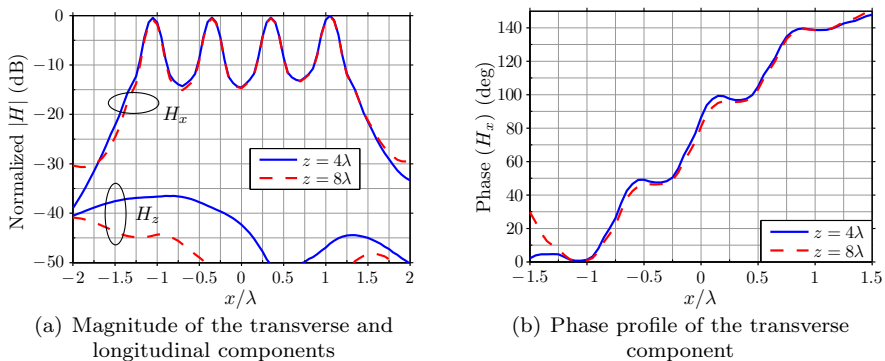 0
−10
−20
−30
−40
−50
Normalized |H| (dB)
H_x
H_z
z = 4λ
z = 8λ
−2 −1.5 −1 −0.5 0 0.5 1 1.5 2
x/λ
(a) Magnitude of the transverse and
longitudinal components
140
120
100
80
60
40
20
0
Phase (H_x) (deg)
z = 4λ
z = 8λ
−1.5 −1 −0.5 0 0.5 1 1.5
x/λ
(b) Phase profile of the transverse
component